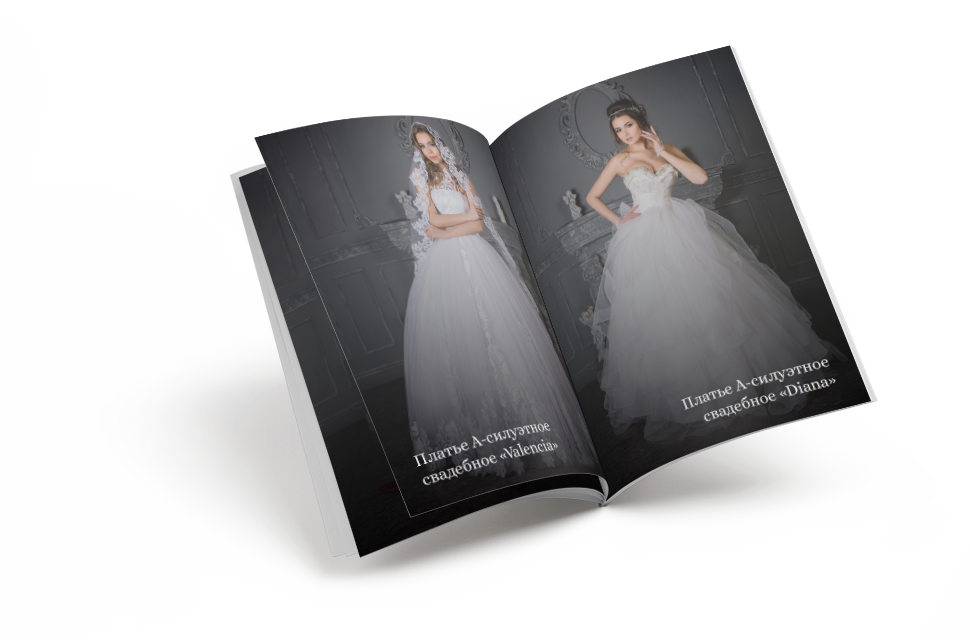 Платье А-силуэтное
свадебное «Valencia»
Платье А-силуэтное
свадебное «Diana»